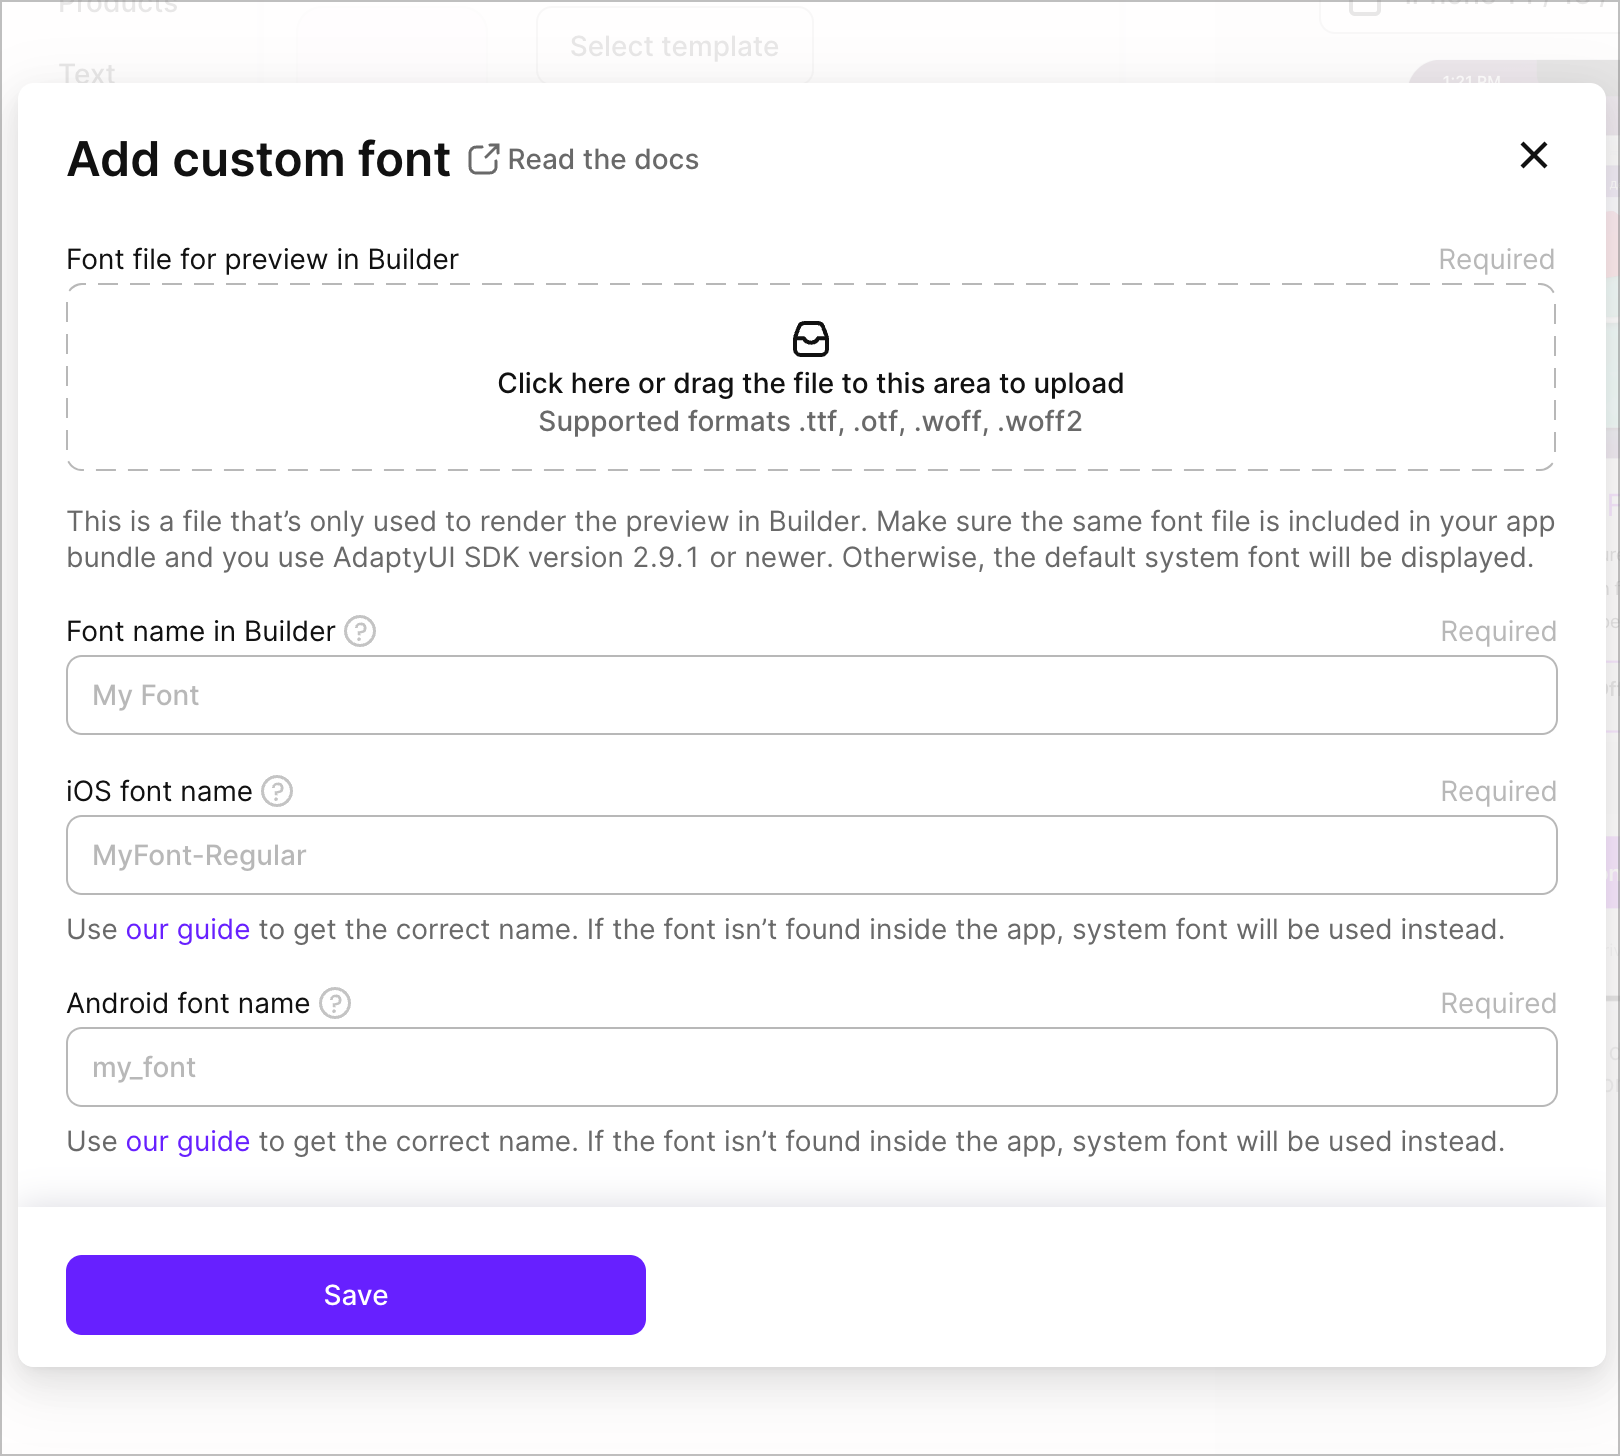 Products
Select template
Text
1:21 PM
Add custom font Read the docs
Font file for preview in Builder Required
Click here or drag the file to this area to upload
Supported formats .ttf, .otf, .woff, .woff2
This is a file that’s only used to render the preview in Builder. Make sure the same font file is included in your app
bundle and you use AdaptyUI SDK version 2.9.1 or newer. Otherwise, the default system font will be displayed.
Font name in Builder ? Required
My Font
iOS font name ? Required
MyFont-Regular
Use our guide to get the correct name. If the font isn’t found inside the app, system font will be used instead.
Android font name ? Required
my_font
Use our guide to get the correct name. If the font isn’t found inside the app, system font will be used instead.
Save